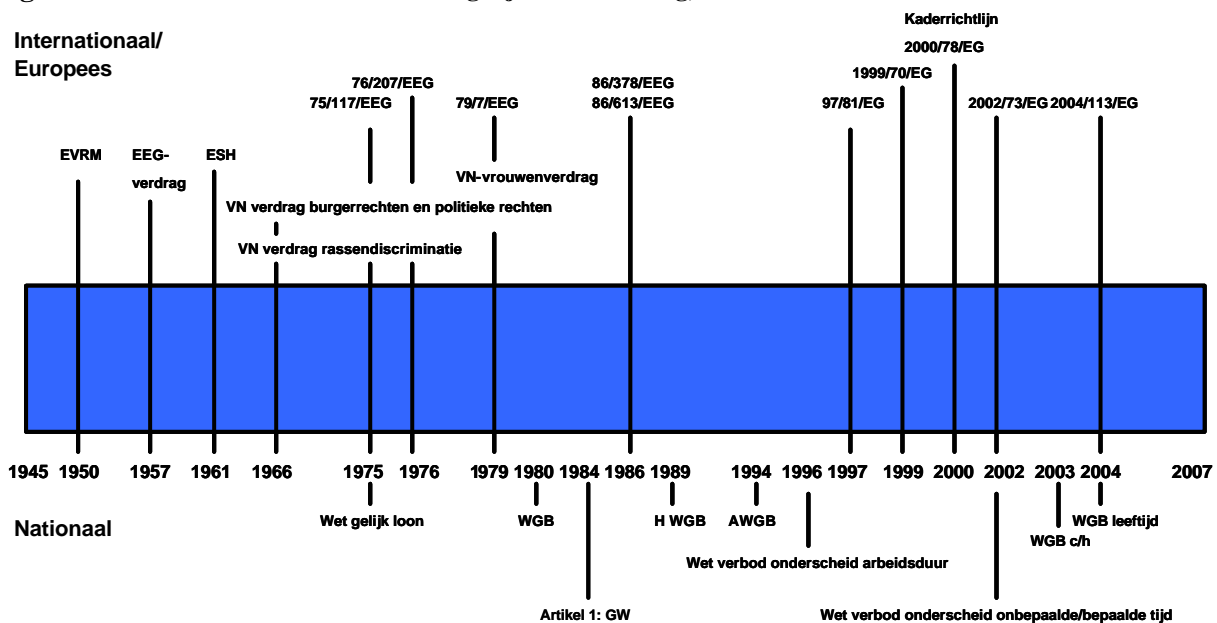 Kaderrichtlijn
Internationaal/
Europees
2000/78/EG
1999/70/EG
76/207/EEG
86/378/EEG
75/117/EEG
79/7/EEG
86/613/EEG
97/81/EG
2002/73/EG
2004/113/EG
EVRM
EEG-
verdrag
ESH
VN-vrouwenverdrag
VN verdrag burgerrechten en politieke rechten
VN verdrag rassendiscriminatie
1945 1950 1957 1961 1966 1975 1976 1979 1980 1984 1986 1989 1994 1996 1997 1999 2000 2002 2003 2004 2007
Nationaal
Wet gelijk loon
WGB
H WGB
AWGB
WGB leeftijd
WGB c/h
Wet verbod onderscheid arbeidsduur
Artikel 1: GW
Wet verbod onderscheid onbepaalde/bepaalde tijd